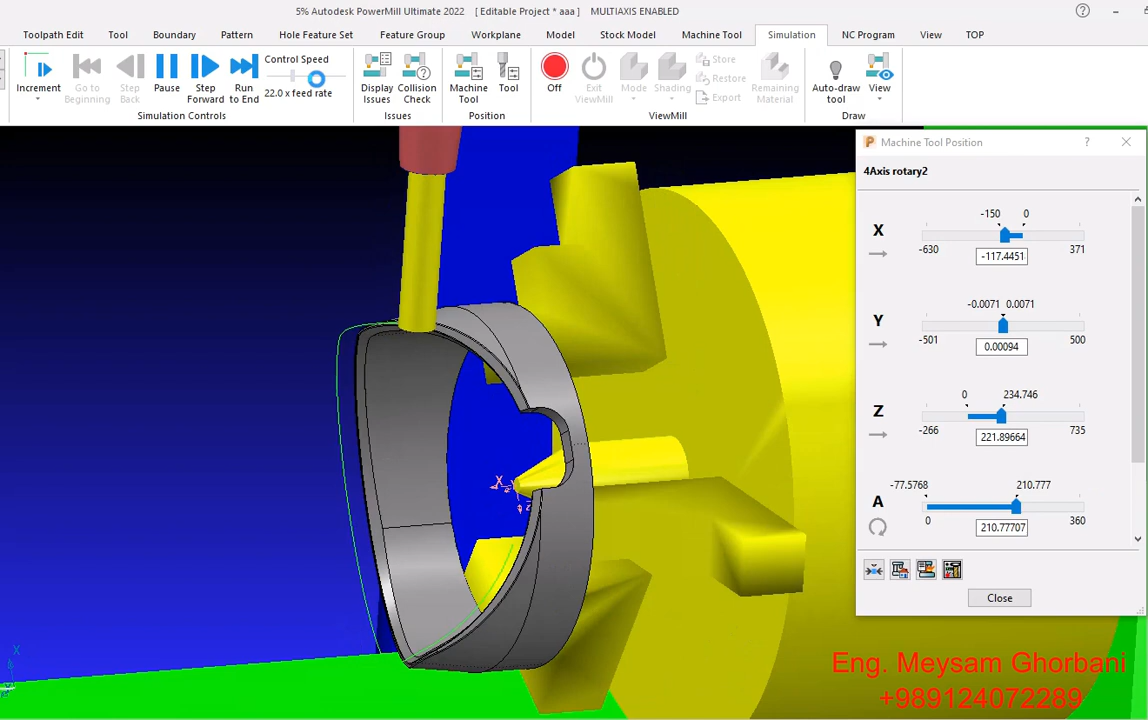 5% Autodesk PowerMill Ultimate 2022 [ Editable Project * aaa ] MULTIAXIS ENABLED
Toolpath Edit Tool Boundary Pattern Hole Feature Set Feature Group Workplane Model Stock Model Machine Tool Simulation NC Program View TOP
Increment
Go to Beginning
Step Back
Pause
Step Forward
Run to End
Control Speed
22.0 x feed rate
Simulation Controls
Display Issues
Collision Check
Issues
Machine Tool
Tool
Position
Off
Exit ViewMill
Mode
Shading
Store
Restore
Export
Remaining Material
ViewMill
Auto-draw tool
View
Draw
Machine Tool Position
4Axis rotary2
X
-150 0
-630 371
-117.4451
Y
-0.0071 0.0071
-501 500
0.00094
Z
0 234.746
-266 735
221.89664
A
-77.5768 210.777
0 360
210.77707
Close
X
X
Eng. Meysam Ghorbani
+989124072289